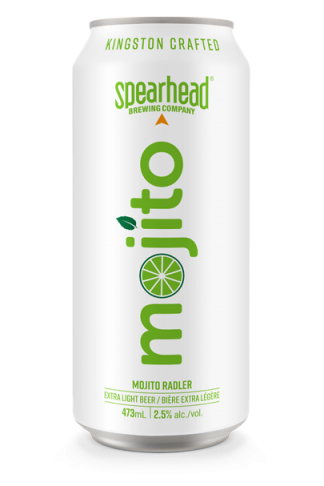 KINGSTON CRAFTED
spearhead®
BREWING COMPANY
mojito
MOJITO RADLER
EXTRA LIGHT BEER / BIÈRE EXTRA LÉGÈRE
473mL | 2.5% alc./vol.